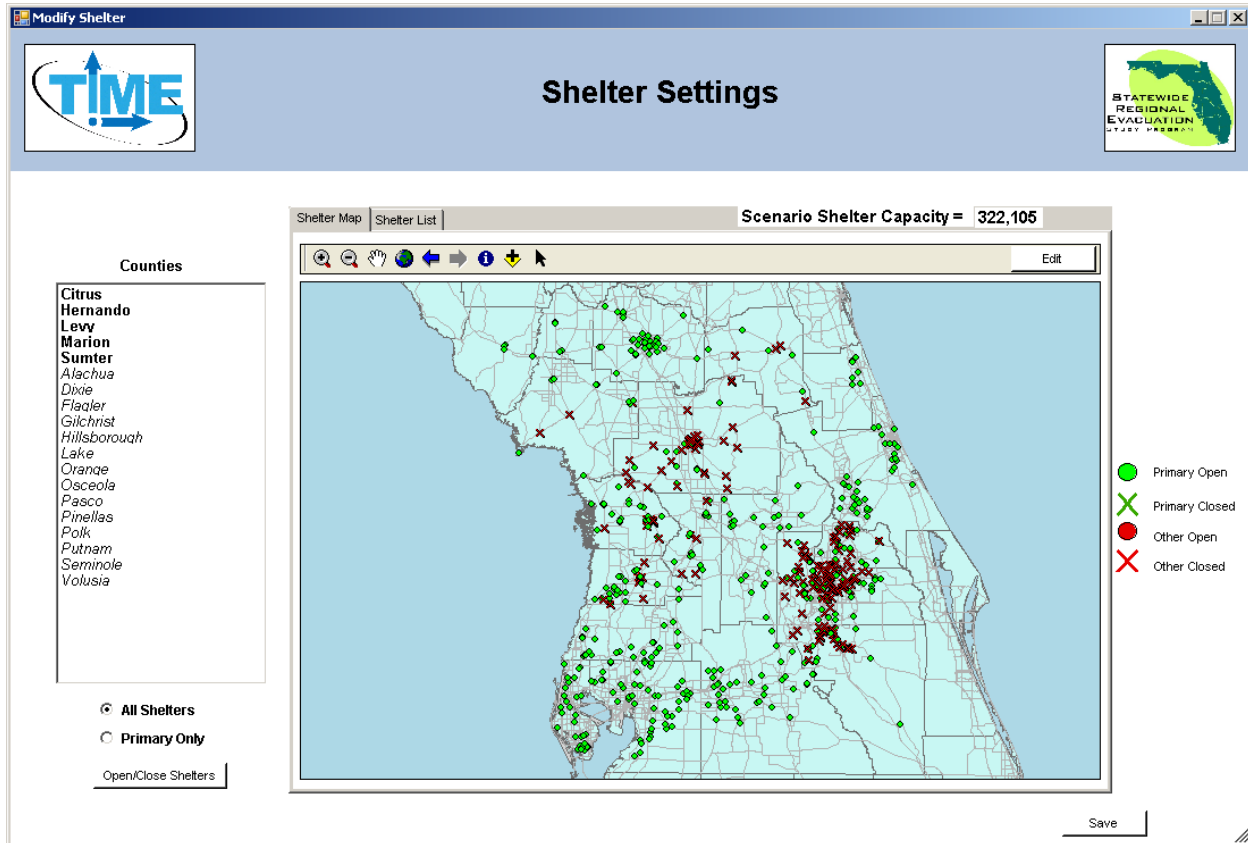 Modify Shelter
TIME
Shelter Settings
STATEWIDE
REGIONAL
EVACUATION
STUDY PROGRAM
Shelter Map
Shelter List
Scenario Shelter Capacity = 322,105
Edit
Counties
Citrus
Hernando
Levy
Marion
Sumter
Alachua
Dixie
Flagler
Gilchrist
Hillsborough
Lake
Orange
Osceola
Pasco
Pinellas
Polk
Putnam
Seminole
Volusia
Primary Open
Primary Closed
Other Open
Other Closed
All Shelters
Primary Only
Open/Close Shelters
Save